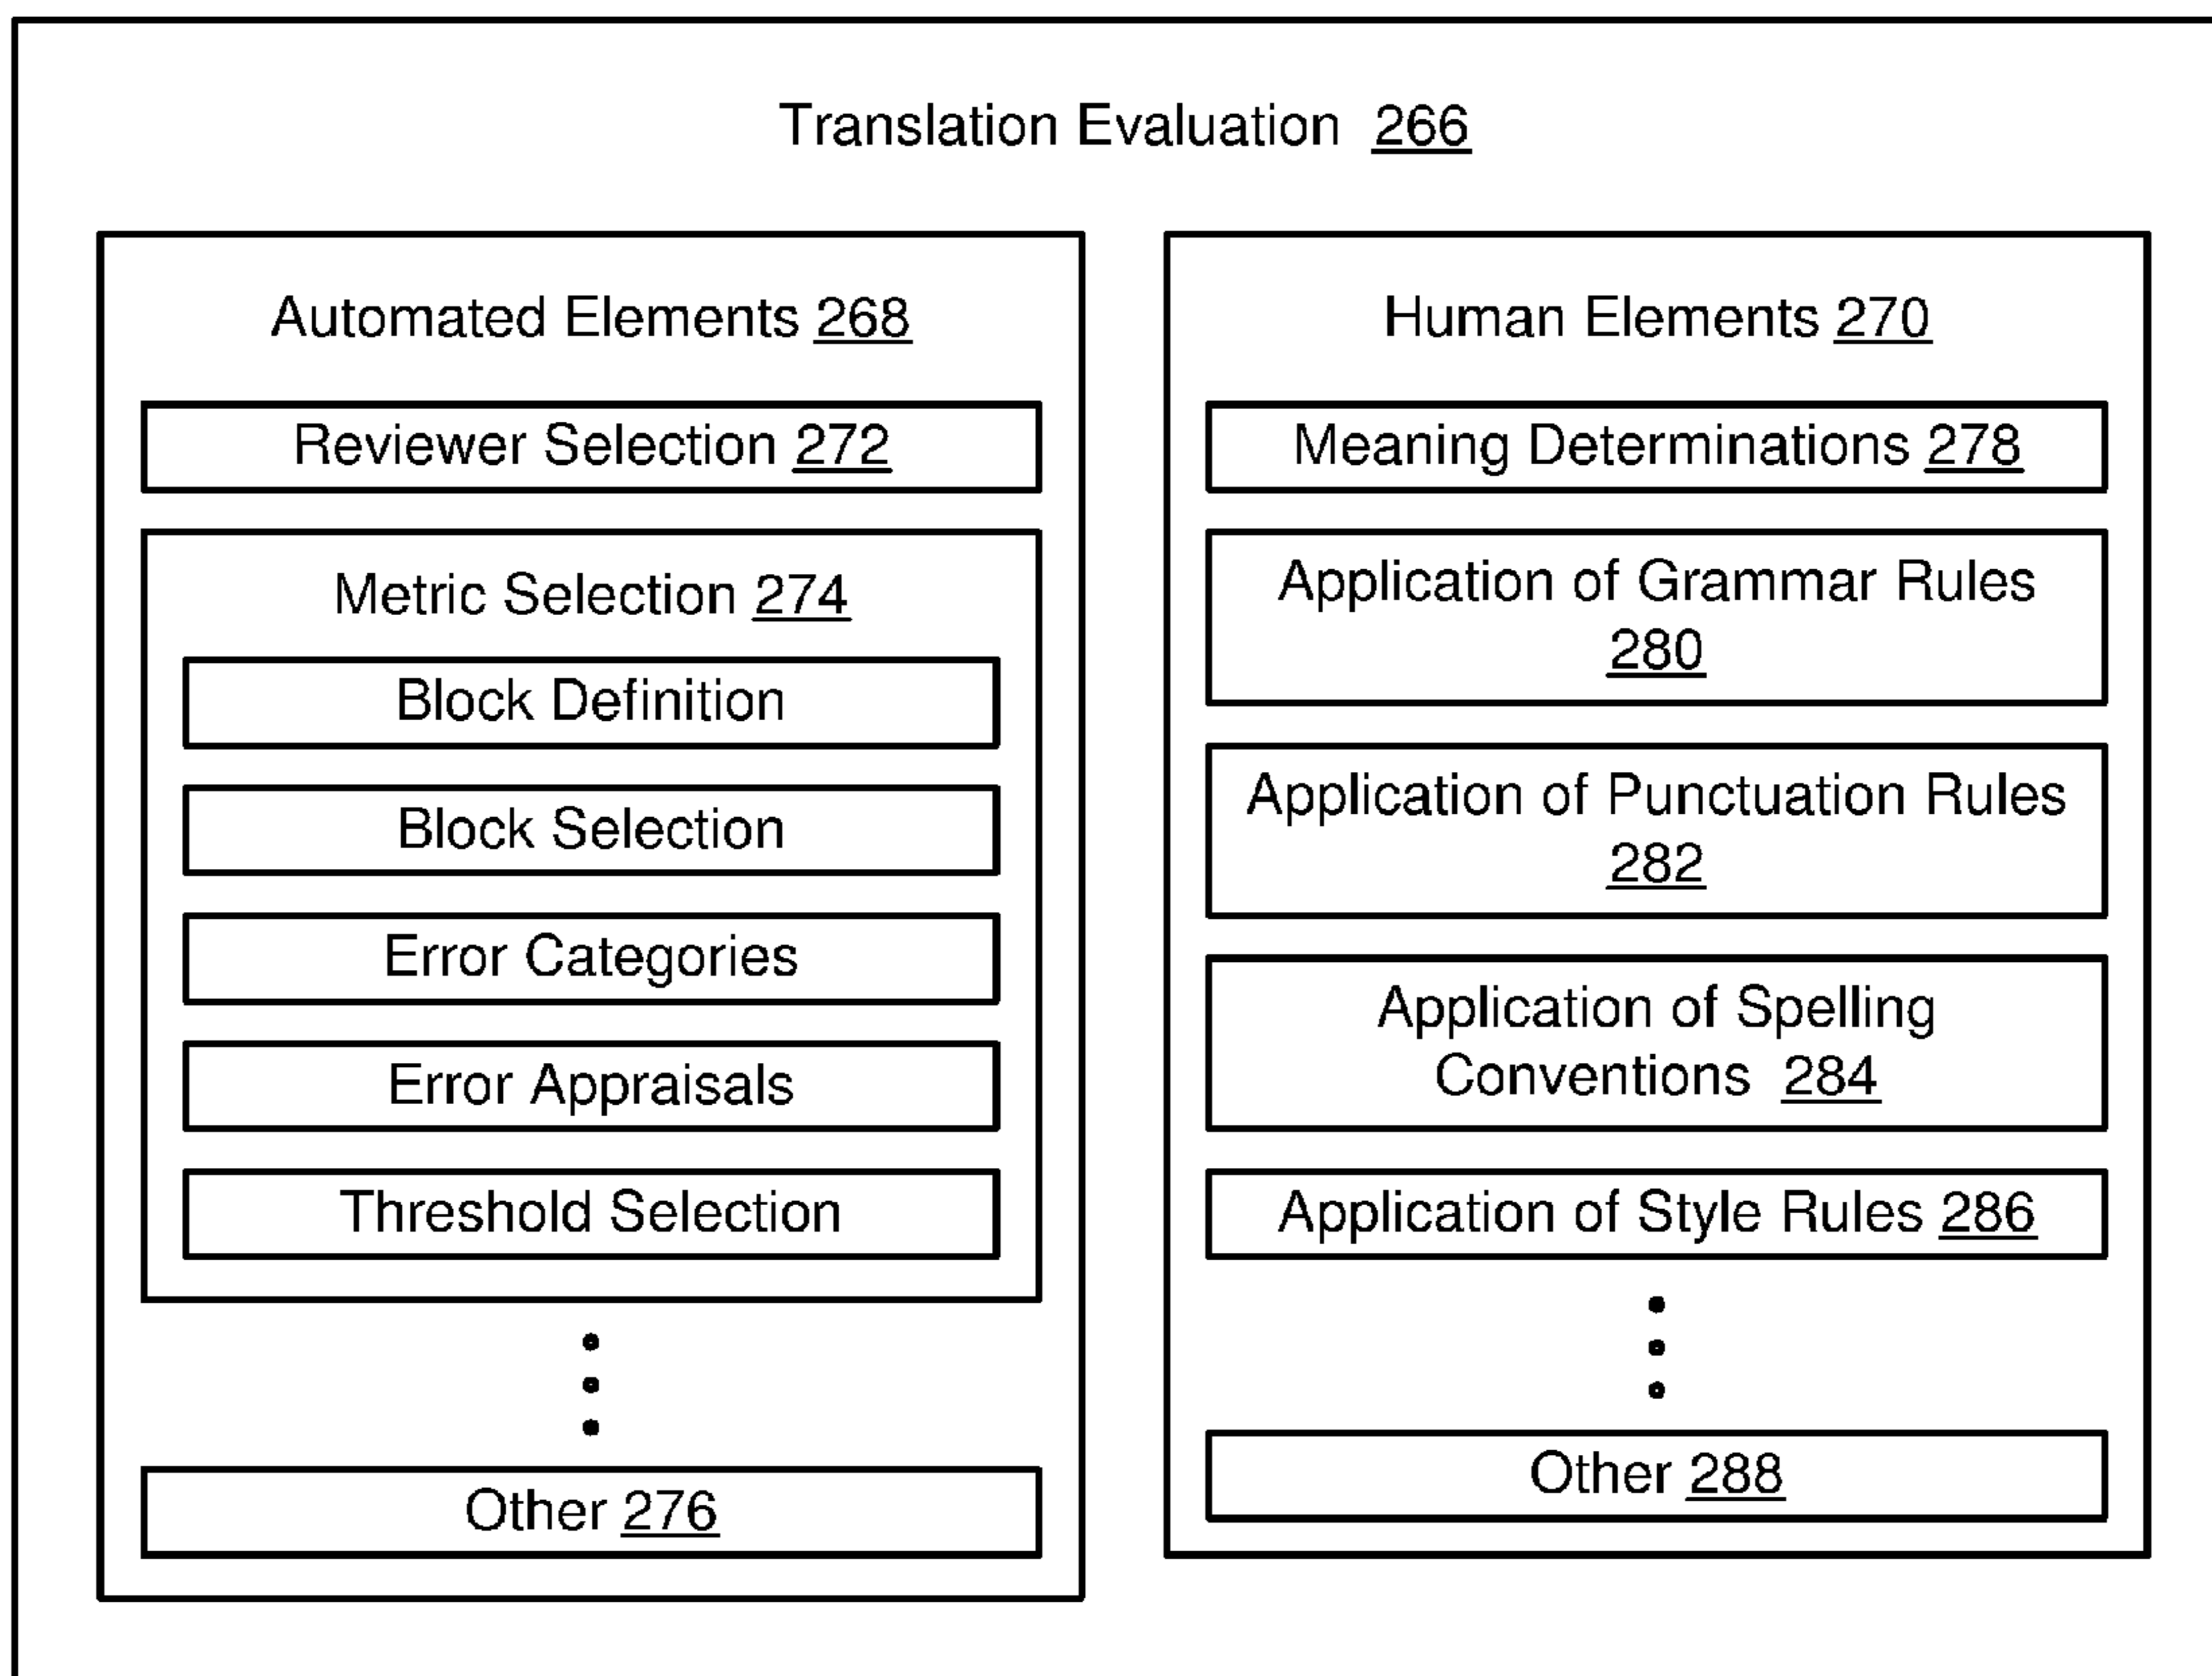 Translation Evaluation 266
Automated Elements 268
Reviewer Selection 272
Metric Selection 274
Block Definition
Block Selection
Error Categories
Error Appraisals
Threshold Selection
Other 276
Human Elements 270
Meaning Determinations 278
Application of Grammar Rules
280
Application of Punctuation Rules
282
Application of Spelling
Conventions 284
Application of Style Rules 286
Other 288